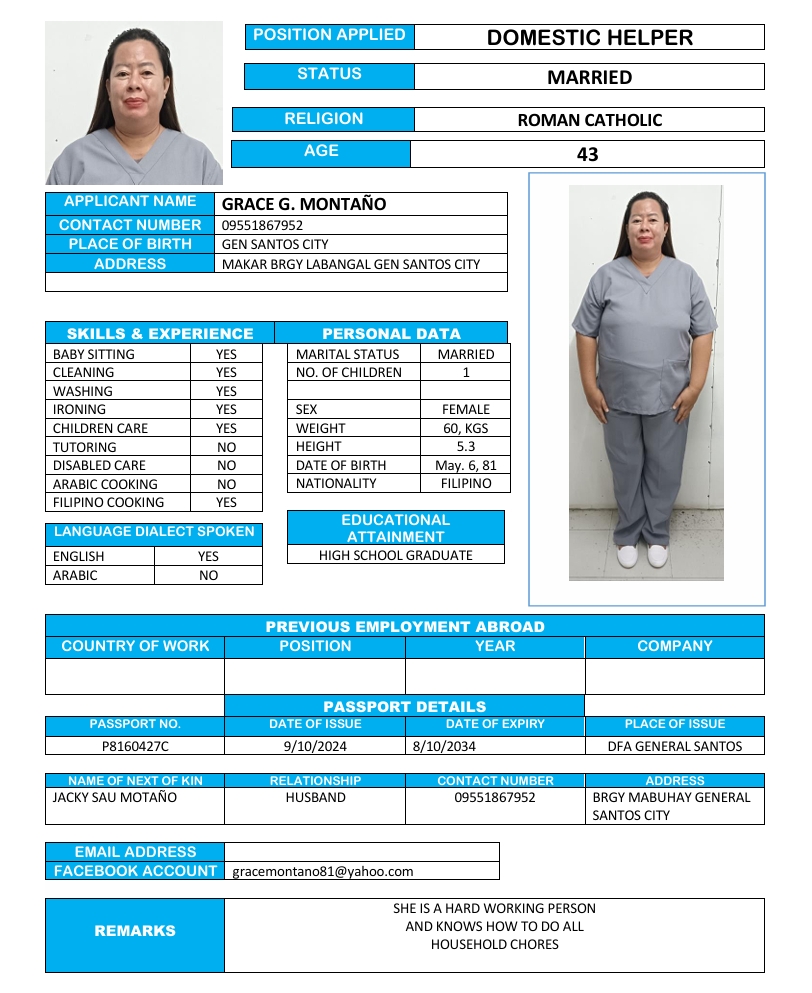 POSITION APPLIED DOMESTIC HELPER
STATUS MARRIED
RELIGION ROMAN CATHOLIC
AGE 43
APPLICANT NAME GRACE G. MONTAÑO
CONTACT NUMBER 09551867952
PLACE OF BIRTH GEN SANTOS CITY
ADDRESS MAKAR BRGY LABANGAL GEN SANTOS CITY
SKILLS & EXPERIENCE PERSONAL DATA
BABY SITTING YES MARITAL STATUS MARRIED
CLEANING YES NO. OF CHILDREN 1
WASHING YES
IRONING YES SEX FEMALE
CHILDREN CARE YES WEIGHT 60, KGS
TUTORING NO HEIGHT 5.3
DISABLED CARE NO DATE OF BIRTH May. 6, 81
ARABIC COOKING NO NATIONALITY FILIPINO
FILIPINO COOKING YES
LANGUAGE DIALECT SPOKEN
ENGLISH YES
ARABIC NO
EDUCATIONAL
ATTAINMENT
HIGH SCHOOL GRADUATE
PREVIOUS EMPLOYMENT ABROAD
COUNTRY OF WORK POSITION YEAR COMPANY
PASSPORT DETAILS
PASSPORT NO. DATE OF ISSUE DATE OF EXPIRY PLACE OF ISSUE
P8160427C 9/10/2024 8/10/2034 DFA GENERAL SANTOS
NAME OF NEXT OF KIN RELATIONSHIP CONTACT NUMBER ADDRESS
JACKY SAU MOTAÑO HUSBAND 09551867952 BRGY MABUHAY GENERAL
SANTOS CITY
EMAIL ADDRESS
FACEBOOK ACCOUNT gracemontano81@yahoo.com
REMARKS
SHE IS A HARD WORKING PERSON
AND KNOWS HOW TO DO ALL
HOUSEHOLD CHORES